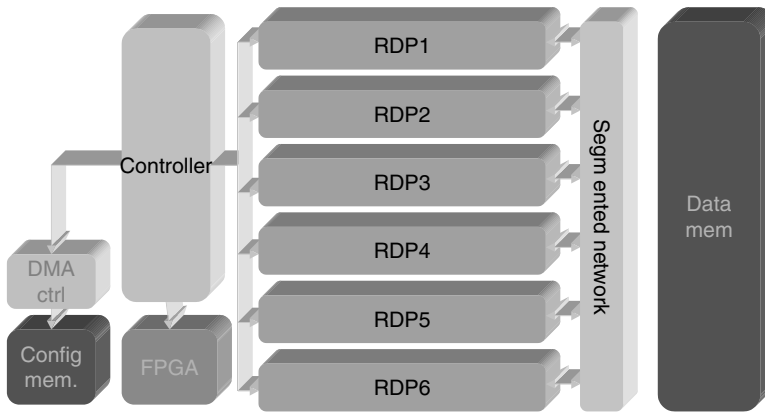 RDP1
RDP2
RDP3
RDP4
RDP5
RDP6
Controller
DMA
ctrl
Config
mem.
FPGA
Segm ented network
Data
mem